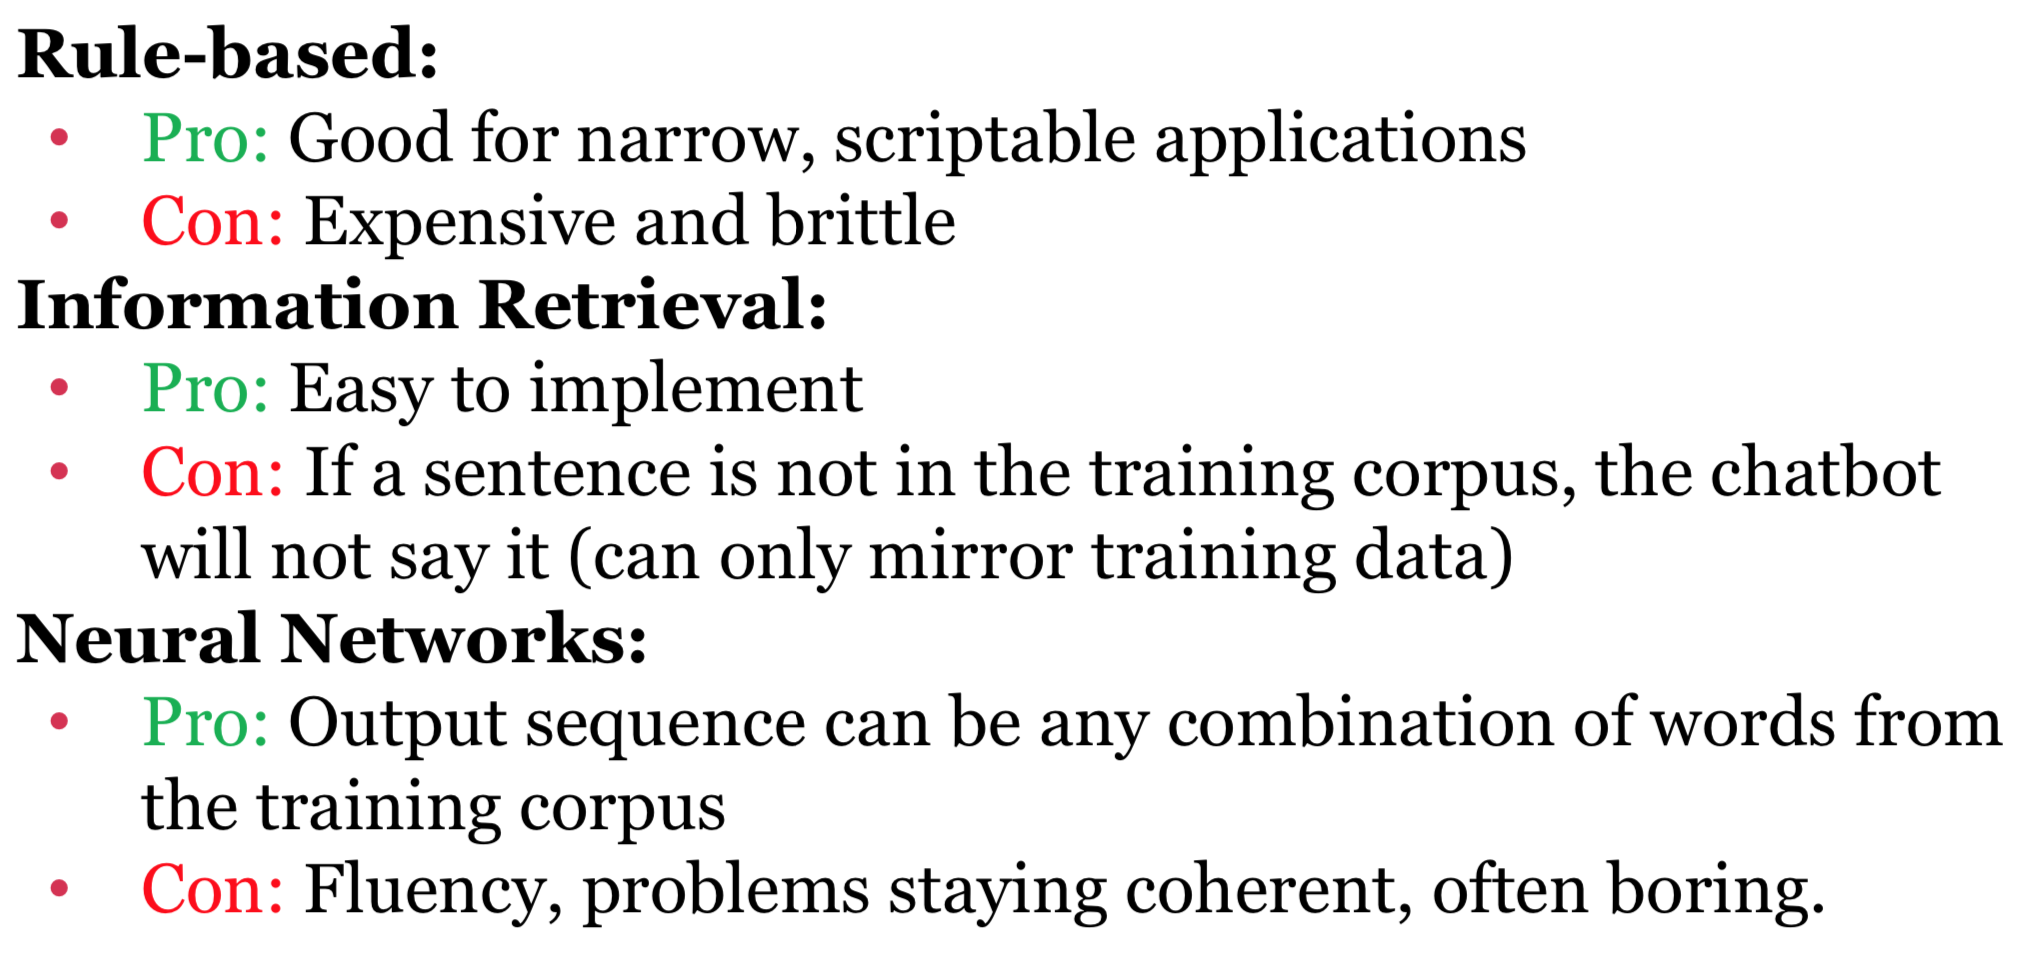 Rule-based:
• Pro: Good for narrow, scriptable applications
• Con: Expensive and brittle
Information Retrieval:
• Pro: Easy to implement
• Con: If a sentence is not in the training corpus, the chatbot
will not say it (can only mirror training data)
Neural Networks:
• Pro: Output sequence can be any combination of words from
the training corpus
• Con: Fluency, problems staying coherent, often boring.